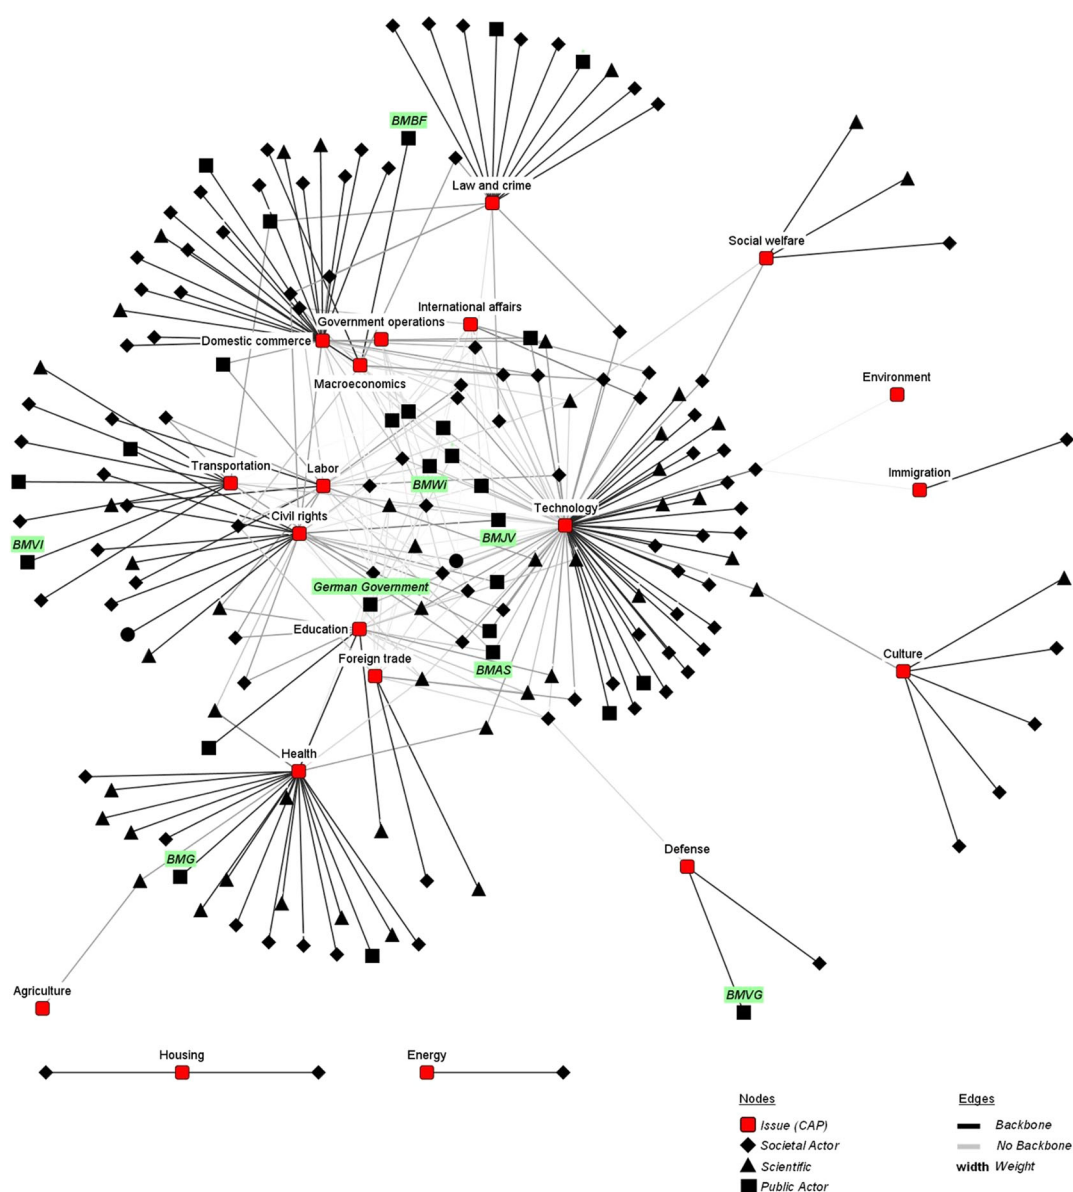 BMBF
Law and crime
Social welfare
International affairs
Government operations
Domestic commerce
Macroeconomics
Environment
Transportation
Labor
Immigration
BMWi
Civil rights
Technology
BMVI
BMJV
German Government
Education
Foreign trade
BMAS
Culture
Health
BMG
Defense
Agriculture
BMVG
Housing
Energy
Nodes
Edges
Issue (CAP)
Backbone
Societal Actor
No Backbone
Scientific
width Weight
Public Actor